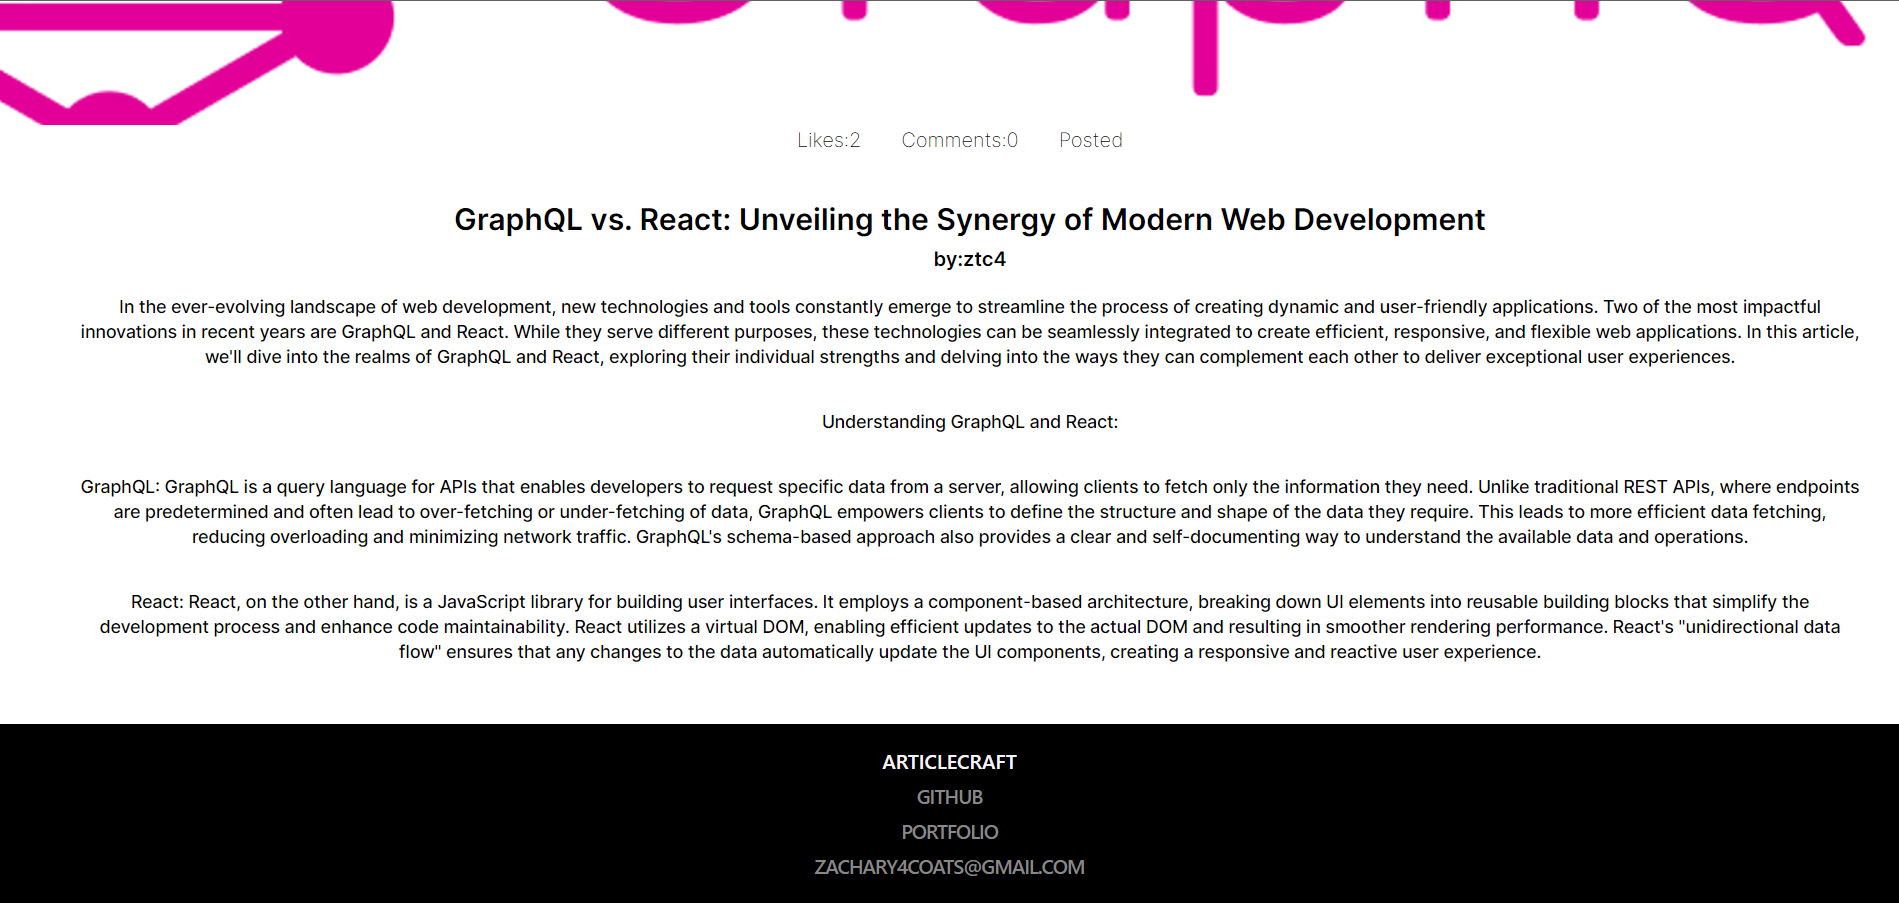 Likes:2 Comments:0 Posted
GraphQL vs. React: Unveiling the Synergy of Modern Web Development
by:ztc4
In the ever-evolving landscape of web development, new technologies and tools constantly emerge to streamline the process of creating dynamic and user-friendly applications. Two of the most impactful
innovations in recent years are GraphQL and React. While they serve different purposes, these technologies can be seamlessly integrated to create efficient, responsive, and flexible web applications. In this article,
we'll dive into the realms of GraphQL and React, exploring their individual strengths and delving into the ways they can complement each other to deliver exceptional user experiences.
Understanding GraphQL and React:
GraphQL: GraphQL is a query language for APIs that enables developers to request specific data from a server, allowing clients to fetch only the information they need. Unlike traditional REST APIs, where endpoints
are predetermined and often lead to over-fetching or under-fetching of data, GraphQL empowers clients to define the structure and shape of the data they require. This leads to more efficient data fetching,
reducing overloading and minimizing network traffic. GraphQL's schema-based approach also provides a clear and self-documenting way to understand the available data and operations.
React: React, on the other hand, is a JavaScript library for building user interfaces. It employs a component-based architecture, breaking down UI elements into reusable building blocks that simplify the
development process and enhance code maintainability. React utilizes a virtual DOM, enabling efficient updates to the actual DOM and resulting in smoother rendering performance. React's "unidirectional data
flow" ensures that any changes to the data automatically update the UI components, creating a responsive and reactive user experience.
ARTICLECRAFT
GITHUB
PORTFOLIO
ZACHARY4COATS@GMAIL.COM